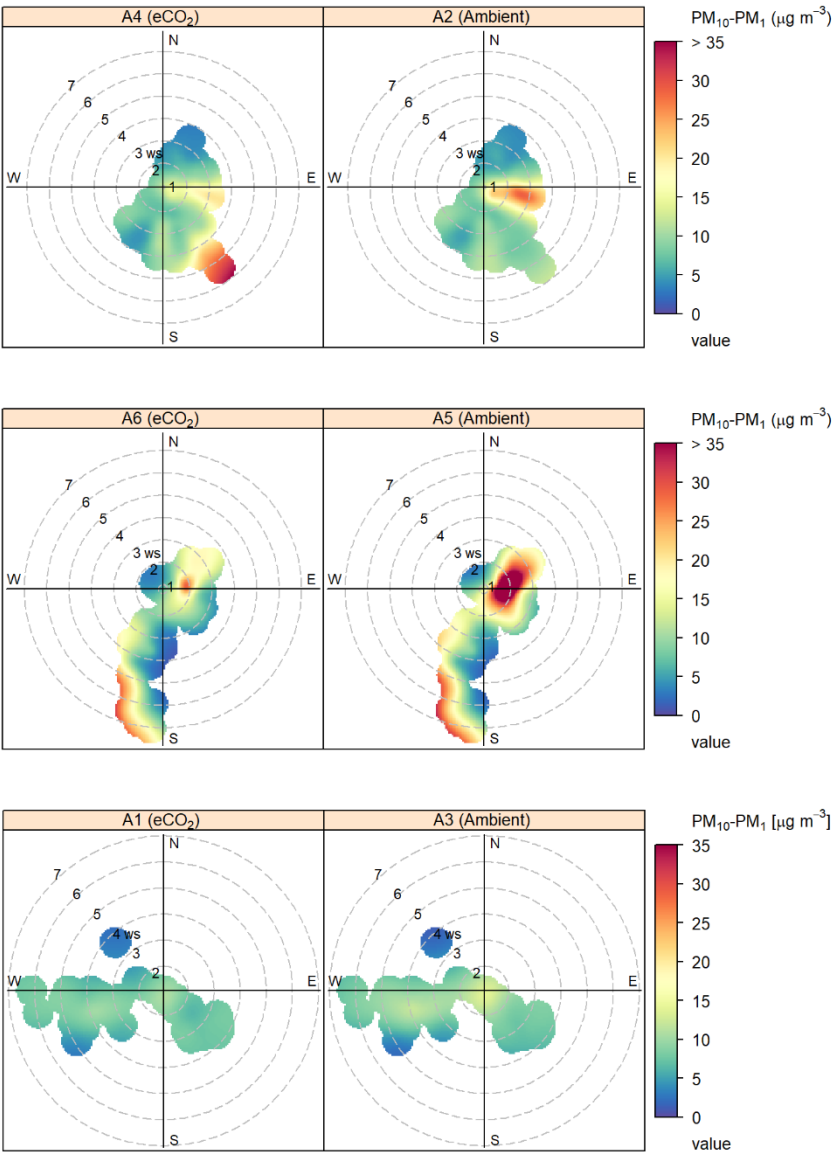 A4 (eCO₂) A2 (Ambient) PM₁₀-PM₁ (μg m⁻³)
N N > 35
7 7 30
6 6
5 5 25
4 4
3 ws 3 ws 20
2 2
W 1 E W 1 E 15
10
5
0
S S
value
A6 (eCO₂) A5 (Ambient) PM₁₀-PM₁ (μg m⁻³)
N N > 35
7 7 30
6 6
5 5 25
4 4
3 ws 3 ws 20
2 2
W 1 E W 1 E 15
10
5
0
S S
value
A1 (eCO₂) A3 (Ambient) PM₁₀-PM₁ [μg m⁻³]
N N 35
7 7 30
6 6
5 5 25
4 ws 4 ws
3 3 20
2 2
W E W E 15
10
5
0
S S
value